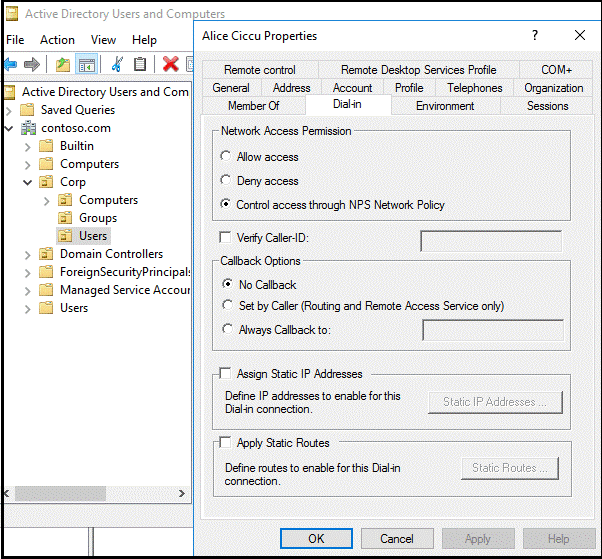 Active Directory Users and Computers
File Action View Help
Active Directory Users and Com
Saved Queries
contoso.com
Builtin
Computers
Corp
Computers
Groups
Users
Domain Controllers
ForeignSecurityPrincipals
Managed Service Accoun
Users
Alice Ciccu Properties
? ×
Remote control Remote Desktop Services Profile COM+
General Address Account Profile Telephones Organization
Member Of Dial-in Environment Sessions
Network Access Permission
Allow access
Deny access
Control access through NPS Network Policy
Verify Caller-ID:
Callback Options
No Callback
Set by Caller (Routing and Remote Access Service only)
Always Callback to:
Assign Static IP Addresses
Define IP addresses to enable for this
Dial-in connection.
Static IP Addresses ...
Apply Static Routes
Define routes to enable for this Dial-in
connection.
Static Routes ...
OK Cancel Apply Help